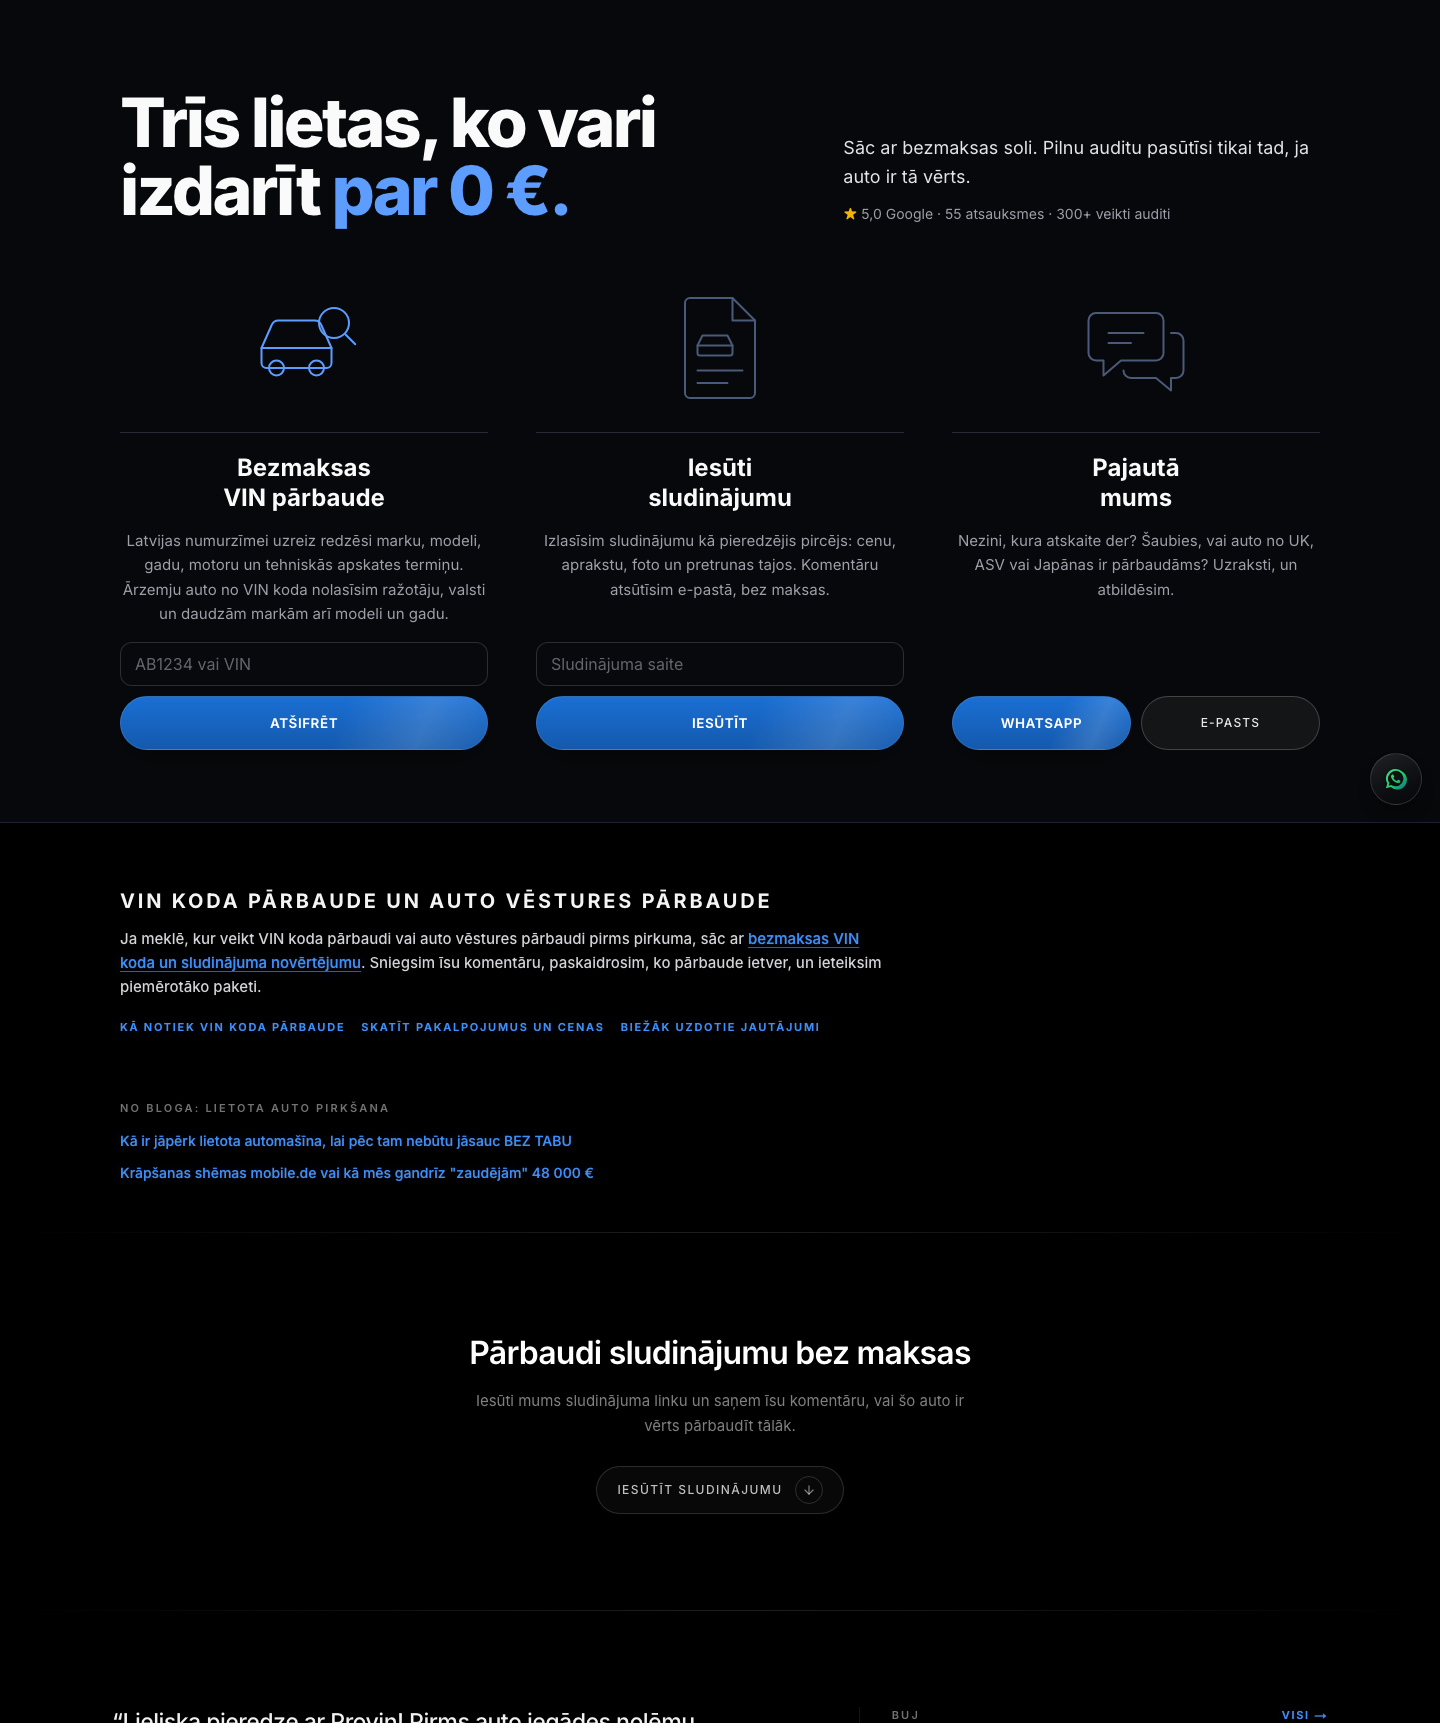 Trīs lietas, ko vari
izdarīt par 0 €.
Sāc ar bezmaksas soli. Pilnu auditu pasūtīsi tikai tad, ja
auto ir tā vērts.
5,0 Google · 55 atsauksmes · 300+ veikti auditi
Bezmaksas
VIN pārbaude
Latvijas numurzīmei uzreiz redzēsi marku, modeli,
gadu, motoru un tehniskās apskates termiņu.
Ārzemju auto no VIN koda nolasīsim ražotāju, valsti
un daudzām markām arī modeli un gadu.
AB1234 vai VIN
ATŠIFRĒT
Iesūti
sludinājumu
Izlasīsim sludinājumu kā pieredzējis pircējs: cenu,
aprakstu, foto un pretrunas tajos. Komentāru
atsūtīsim e-pastā, bez maksas.
Sludinājuma saite
IESŪTĪT
Pajautā
mums
Nezini, kura atskaite der? Šaubies, vai auto no UK,
ASV vai Japānas ir pārbaudāms? Uzraksti, un
atbildēsim.
WHATSAPP
E-PASTS
VIN KODA PĀRBAUDE UN AUTO VĒSTURES PĀRBAUDE
Ja meklē, kur veikt VIN koda pārbaudi vai auto vēstures pārbaudi pirms pirkuma, sāc ar bezmaksas VIN
koda un sludinājuma novērtējumu. Sniegsim īsu komentāru, paskaidrosim, ko pārbaude ietver, un ieteiksim
piemērotāko paketi.
KĀ NOTIEK VIN KODA PĀRBAUDE SKATĪT PAKALPOJUMUS UN CENAS BIEŽĀK UZDOTIE JAUTĀJUMI
NO BLOGA: LIETOTA AUTO PIRKŠANA
Kā ir jāpērk lietota automašīna, lai pēc tam nebūtu jāsauc BEZ TABU
Krāpšanas shēmas mobile.de vai kā mēs gandrīz "zaudējām" 48 000 €
Pārbaudi sludinājumu bez maksas
Iesūti mums sludinājuma linku un saņem īsu komentāru, vai šo auto ir
vērts pārbaudīt tālāk.
IESŪTĪT SLUDINĀJUMU
“Lieliska pieredze ar Provin! Pirms auto iegādes nolēmu
BUJ
VISI →